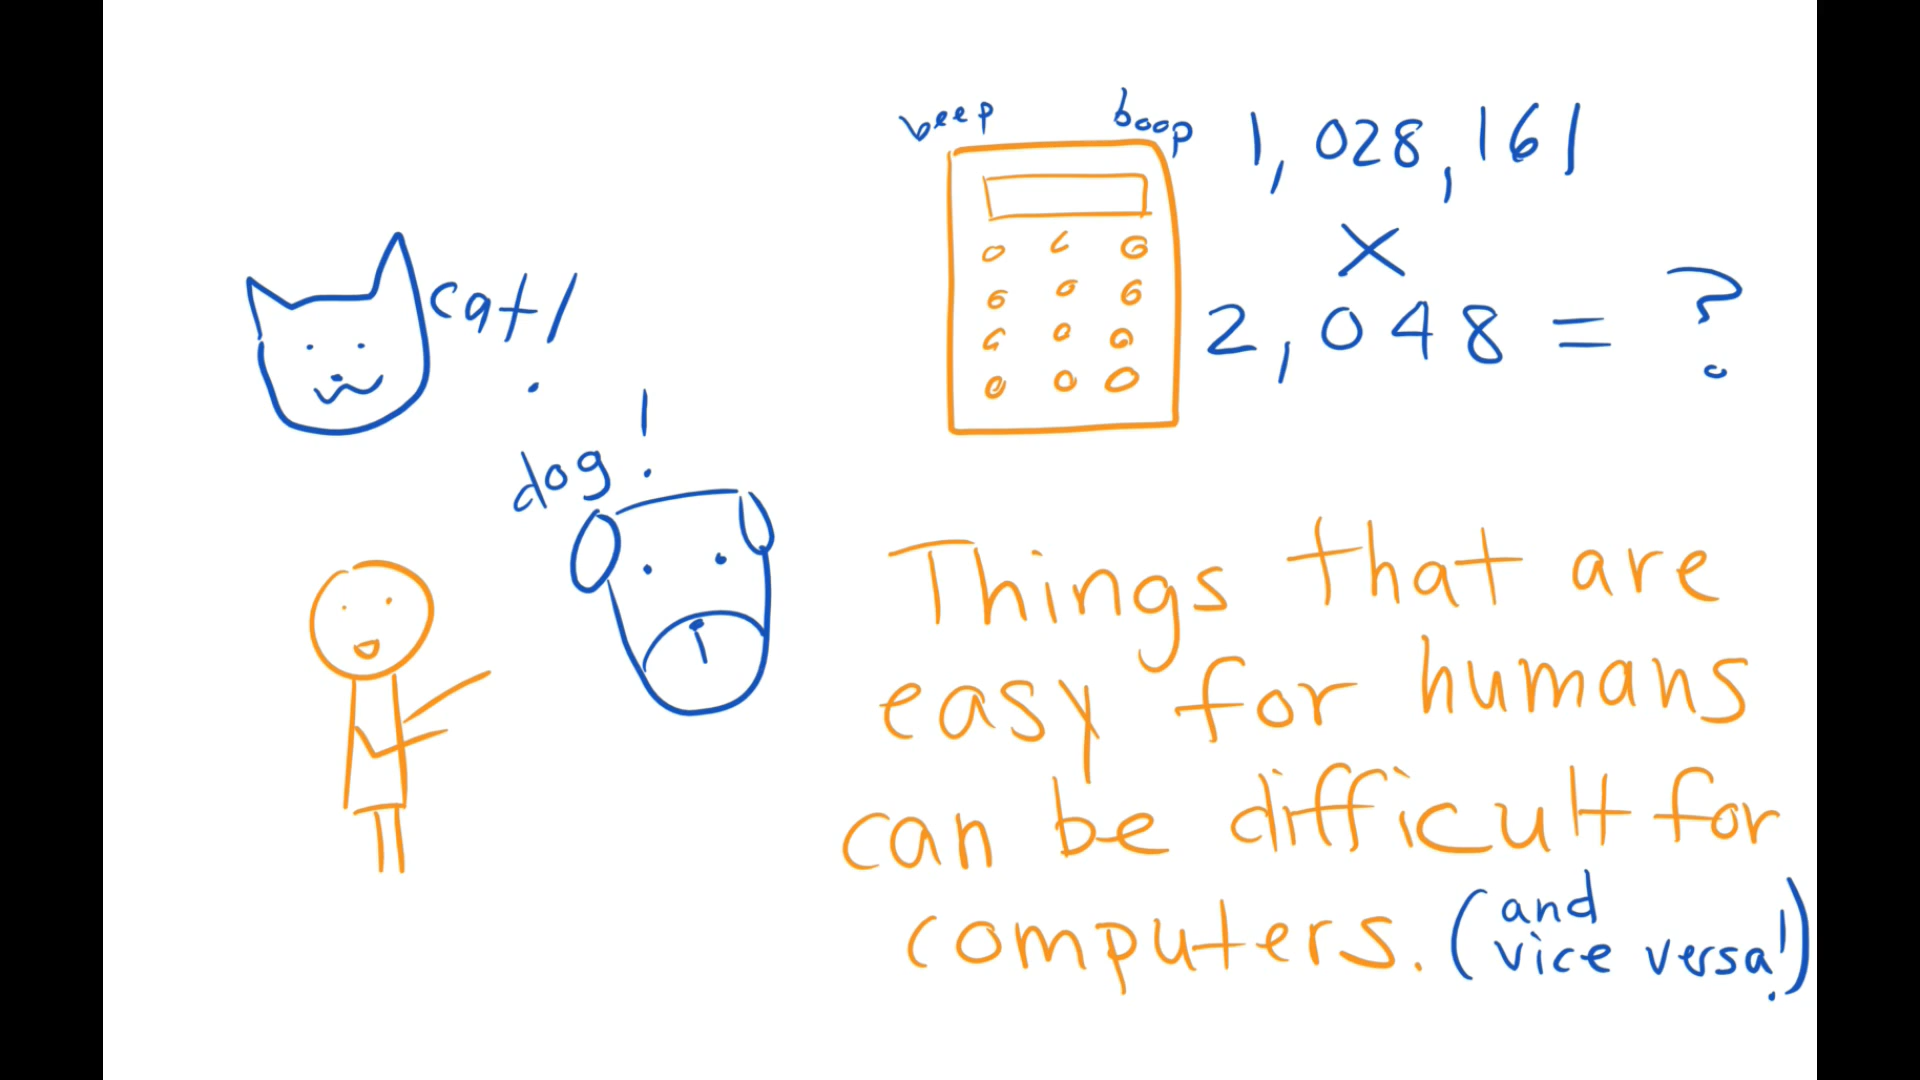 cat!
dog!
beep boop
1,028,161
×
2,048 = ?
Things that are
easy for humans
can be difficult for
computers. (and
vice versa!)